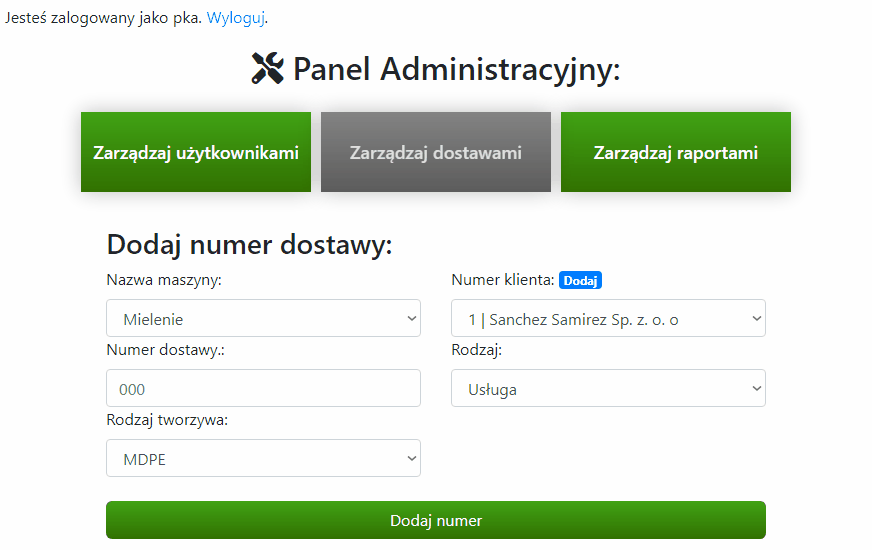 Jesteś zalogowany jako pka. Wyloguj.
Panel Administracyjny:
Zarządzaj użytkownikami
Zarządzaj dostawami
Zarządzaj raportami
Dodaj numer dostawy:
Nazwa maszyny:
Numer klienta: Dodaj
Mielenie
1 | Sanchez Samirez Sp. z. o. o
Numer dostawy.:
Rodzaj:
000
Usługa
Rodzaj tworzywa:
MDPE
Dodaj numer